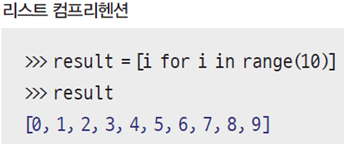 리스트 컴프리헨션
>>> result = [i for i in range(10)]
>>> result
[0, 1, 2, 3, 4, 5, 6, 7, 8, 9]